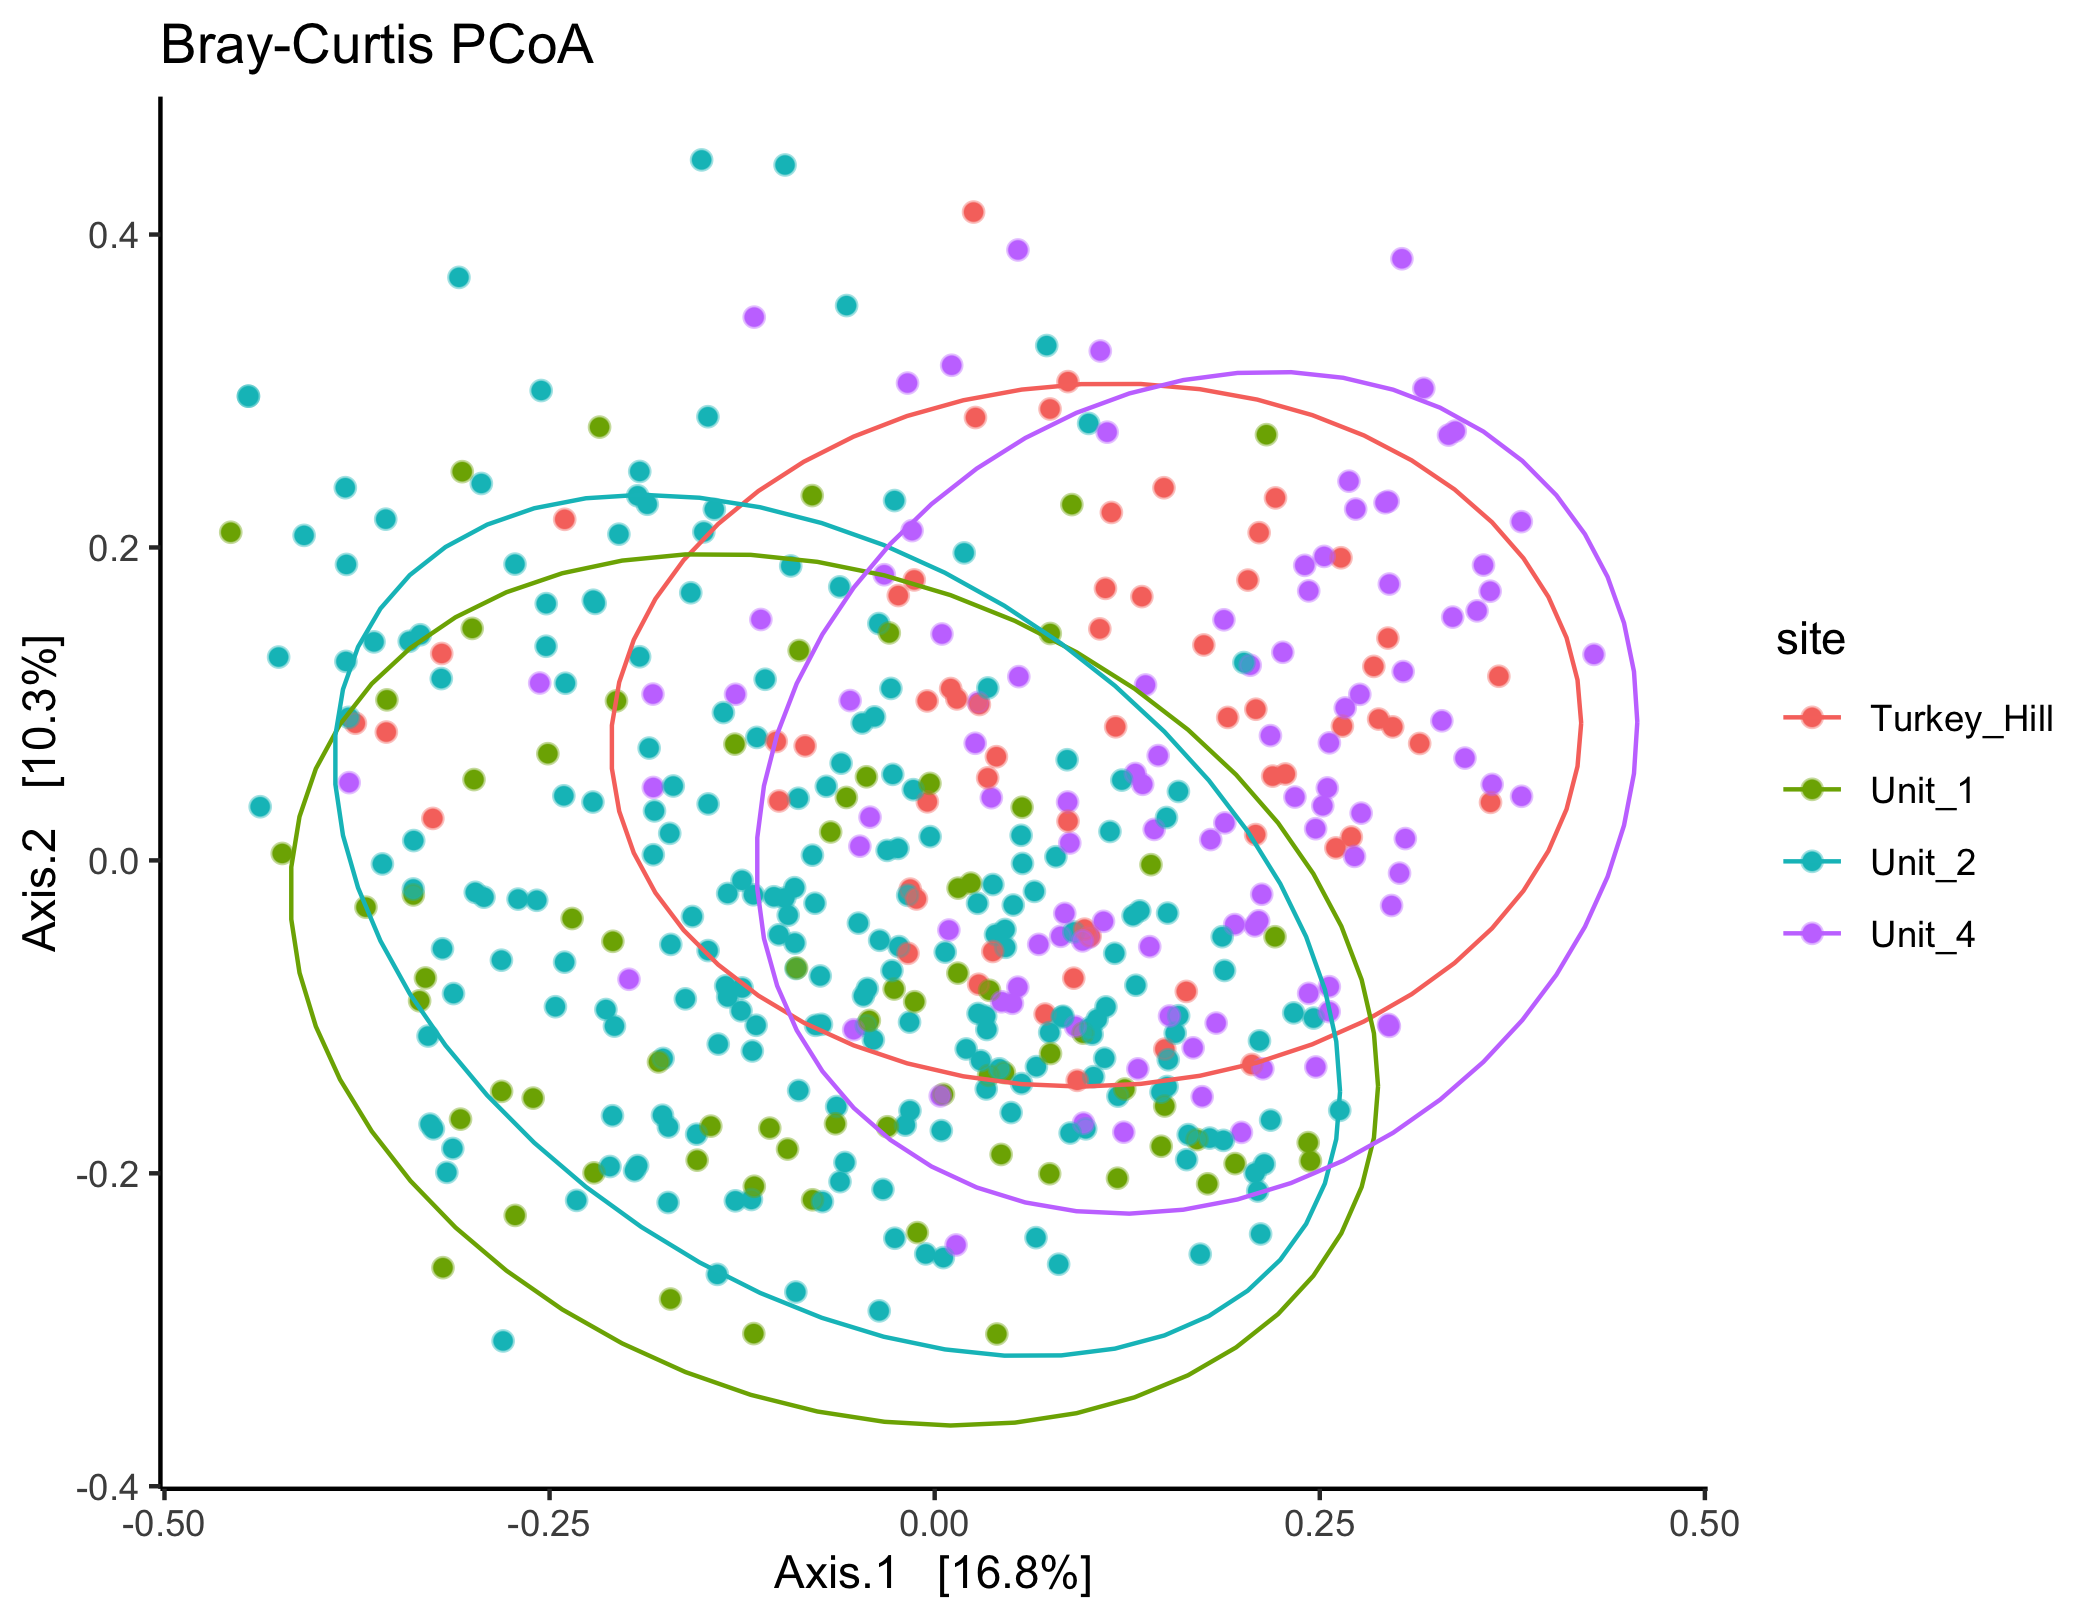 Bray-Curtis PCoA
0.4
0.2
0.0
-0.2
-0.4
Axis.2 [10.3%]
-0.50 -0.25 0.00 0.25 0.50
Axis.1 [16.8%]
site
Turkey_Hill
Unit_1
Unit_2
Unit_4